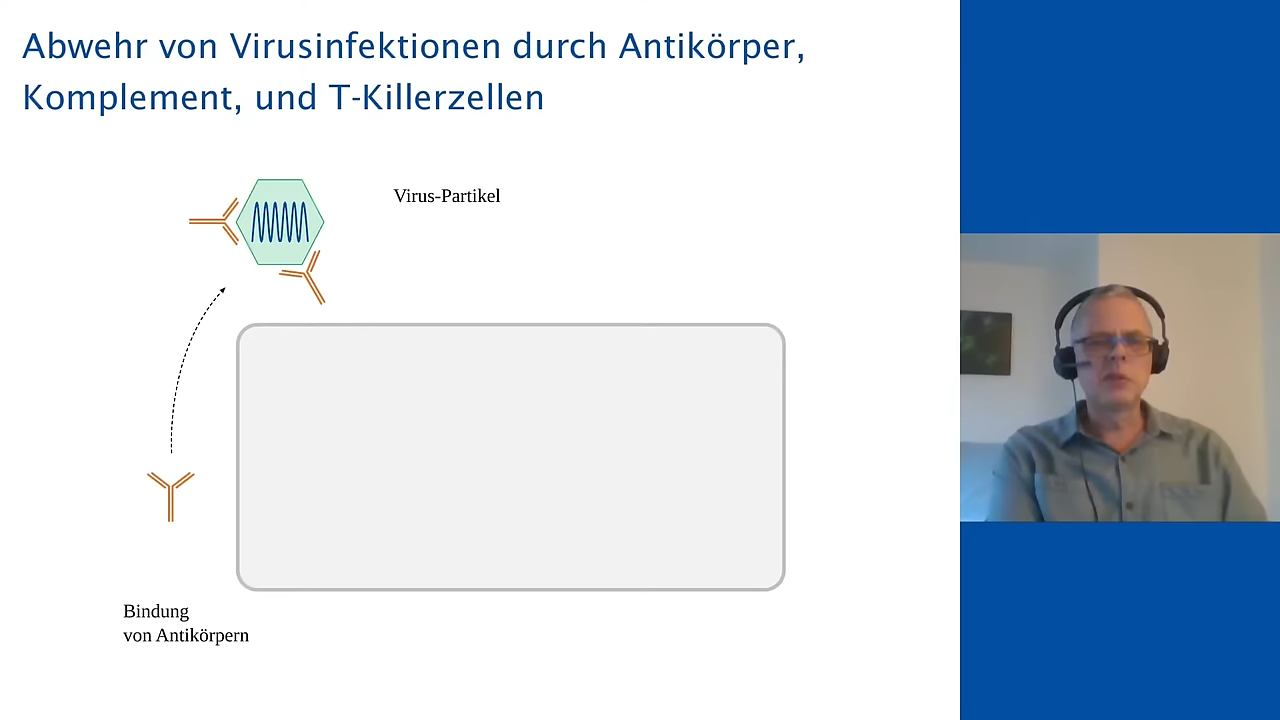 Abwehr von Virusinfektionen durch Antikörper,
Komplement, und T-Killerzellen
Virus-Partikel
Bindung
von Antikörpern